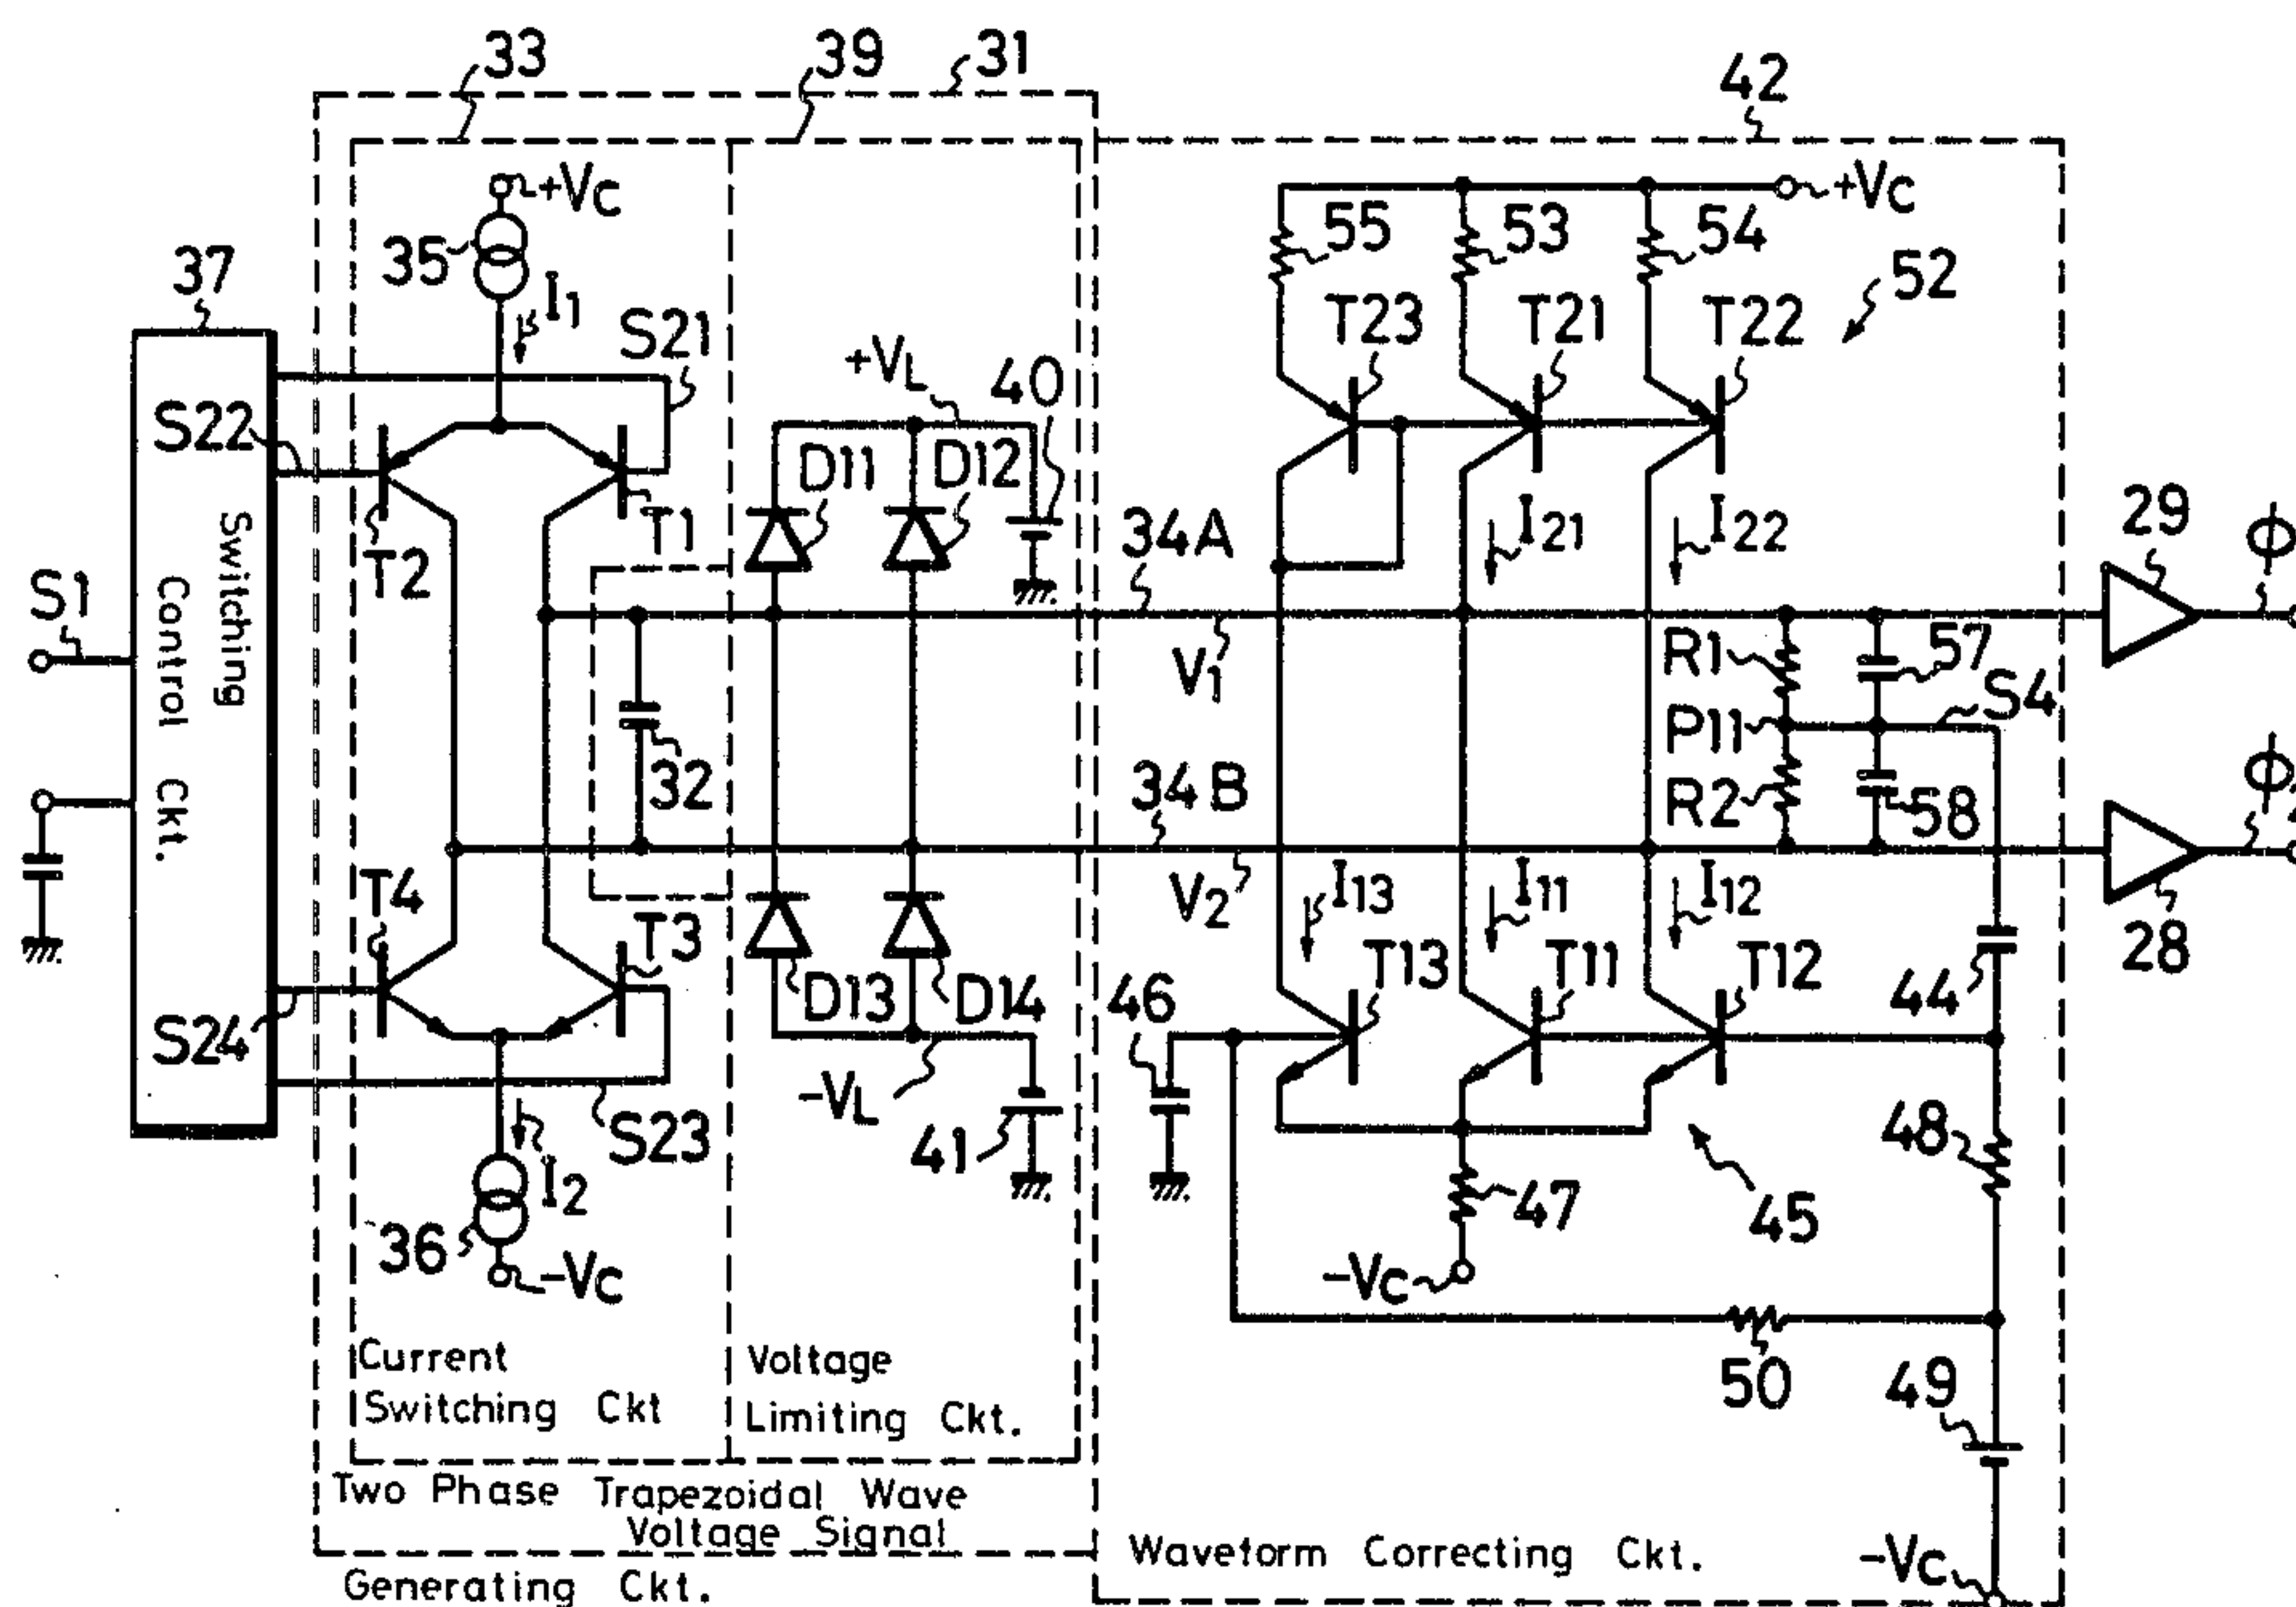 33
39
31
42
+VC
+VC
35
I1
55
53
54
52
37
S21
T23
T21
T22
+VL
40
S22
D11
D12
Switching
Control Ckt.
T2
T1
34A
I21
I22
29
Φ
S1
V1
R1
57
S4
P11
32
34B
R2
58
Φ2
V2
I13
I11
I12
28
T4
T3
D13
D14
46
T13
T11
T12
44
S24
-VL
S23
41
48
I2
47
45
36
-VC
-VC
50
49
Current
Switching Ckt
Voltage
Limiting Ckt.
Two Phase Trapezoidal Wave
Voltage Signal
Generating Ckt.
Waveform Correcting Ckt.
-VC